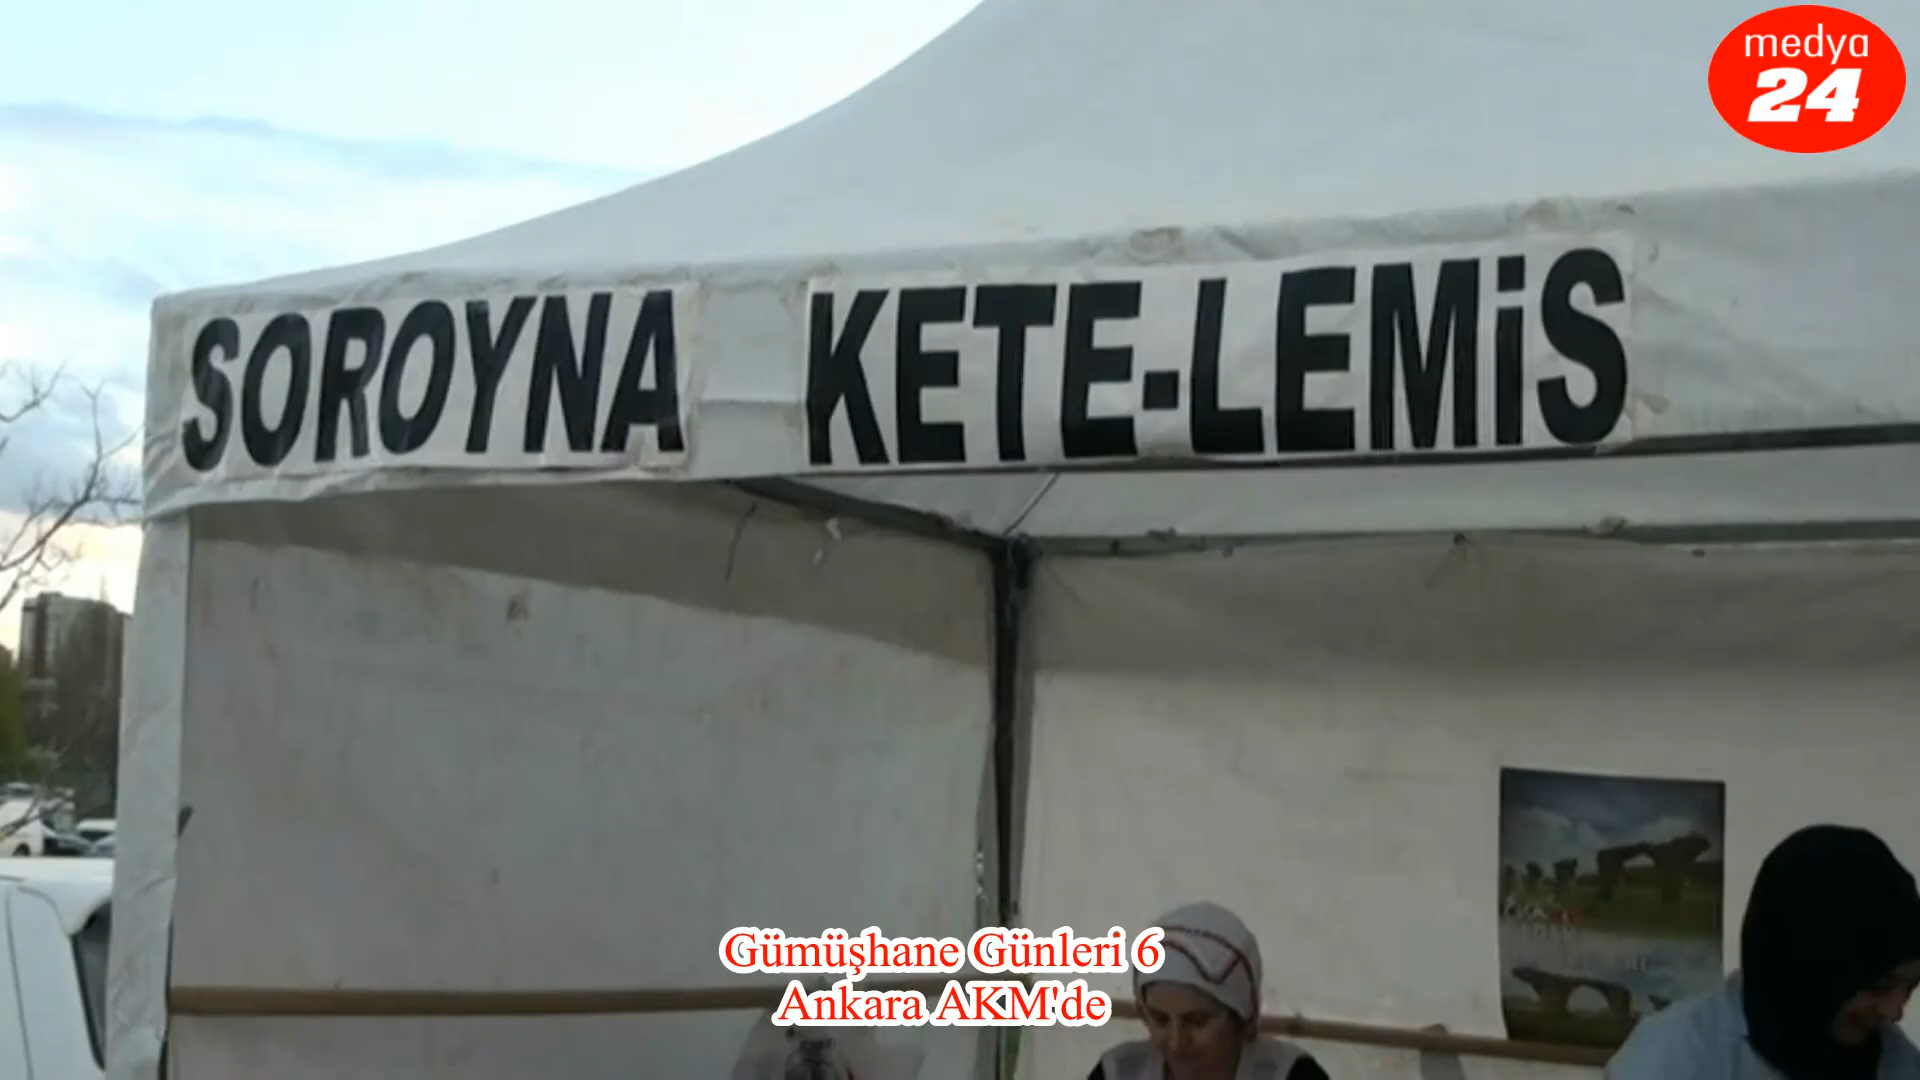 medya
24
SOROYNA KETE-LEMiS
Gümüşhane Günleri 6
Ankara AKM'de